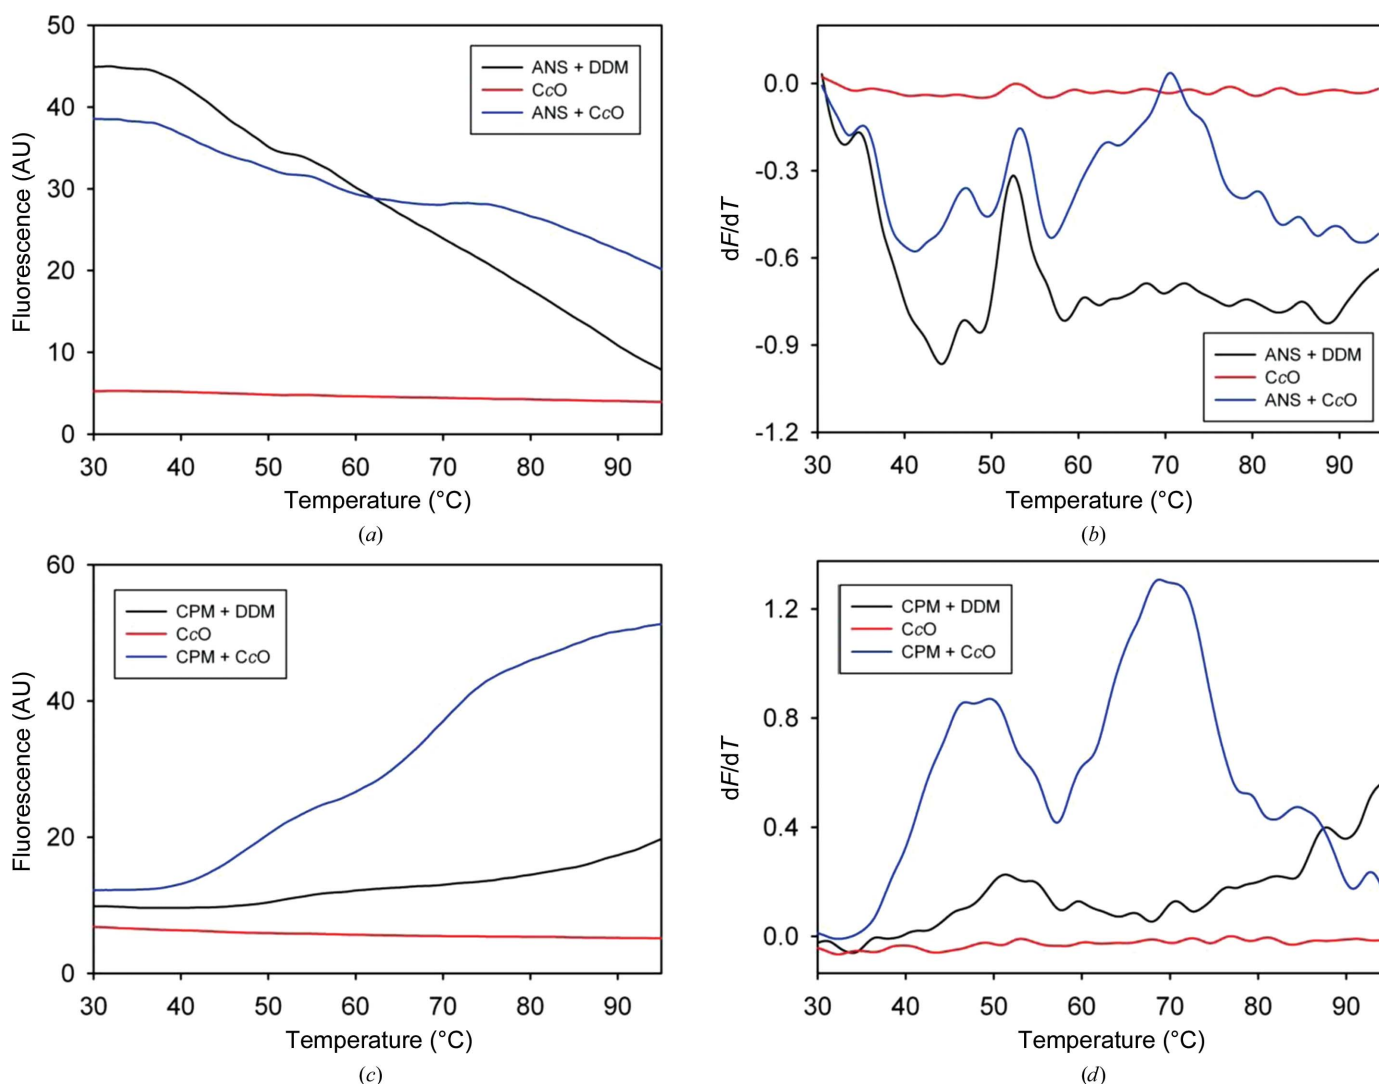 50
40
30
20
10
0
Fluorescence (AU)
ANS + DDM
CcO
ANS + CcO
30 40 50 60 70 80 90
Temperature (°C)
(a)
0.0
-0.3
-0.6
-0.9
-1.2
dF/dT
ANS + DDM
CcO
ANS + CcO
30 40 50 60 70 80 90
Temperature (°C)
(b)
60
40
20
0
Fluorescence (AU)
CPM + DDM
CcO
CPM + CcO
30 40 50 60 70 80 90
Temperature (°C)
(c)
1.2
0.8
0.4
0.0
dF/dT
CPM + DDM
CcO
CPM + CcO
30 40 50 60 70 80 90
Temperature (°C)
(d)